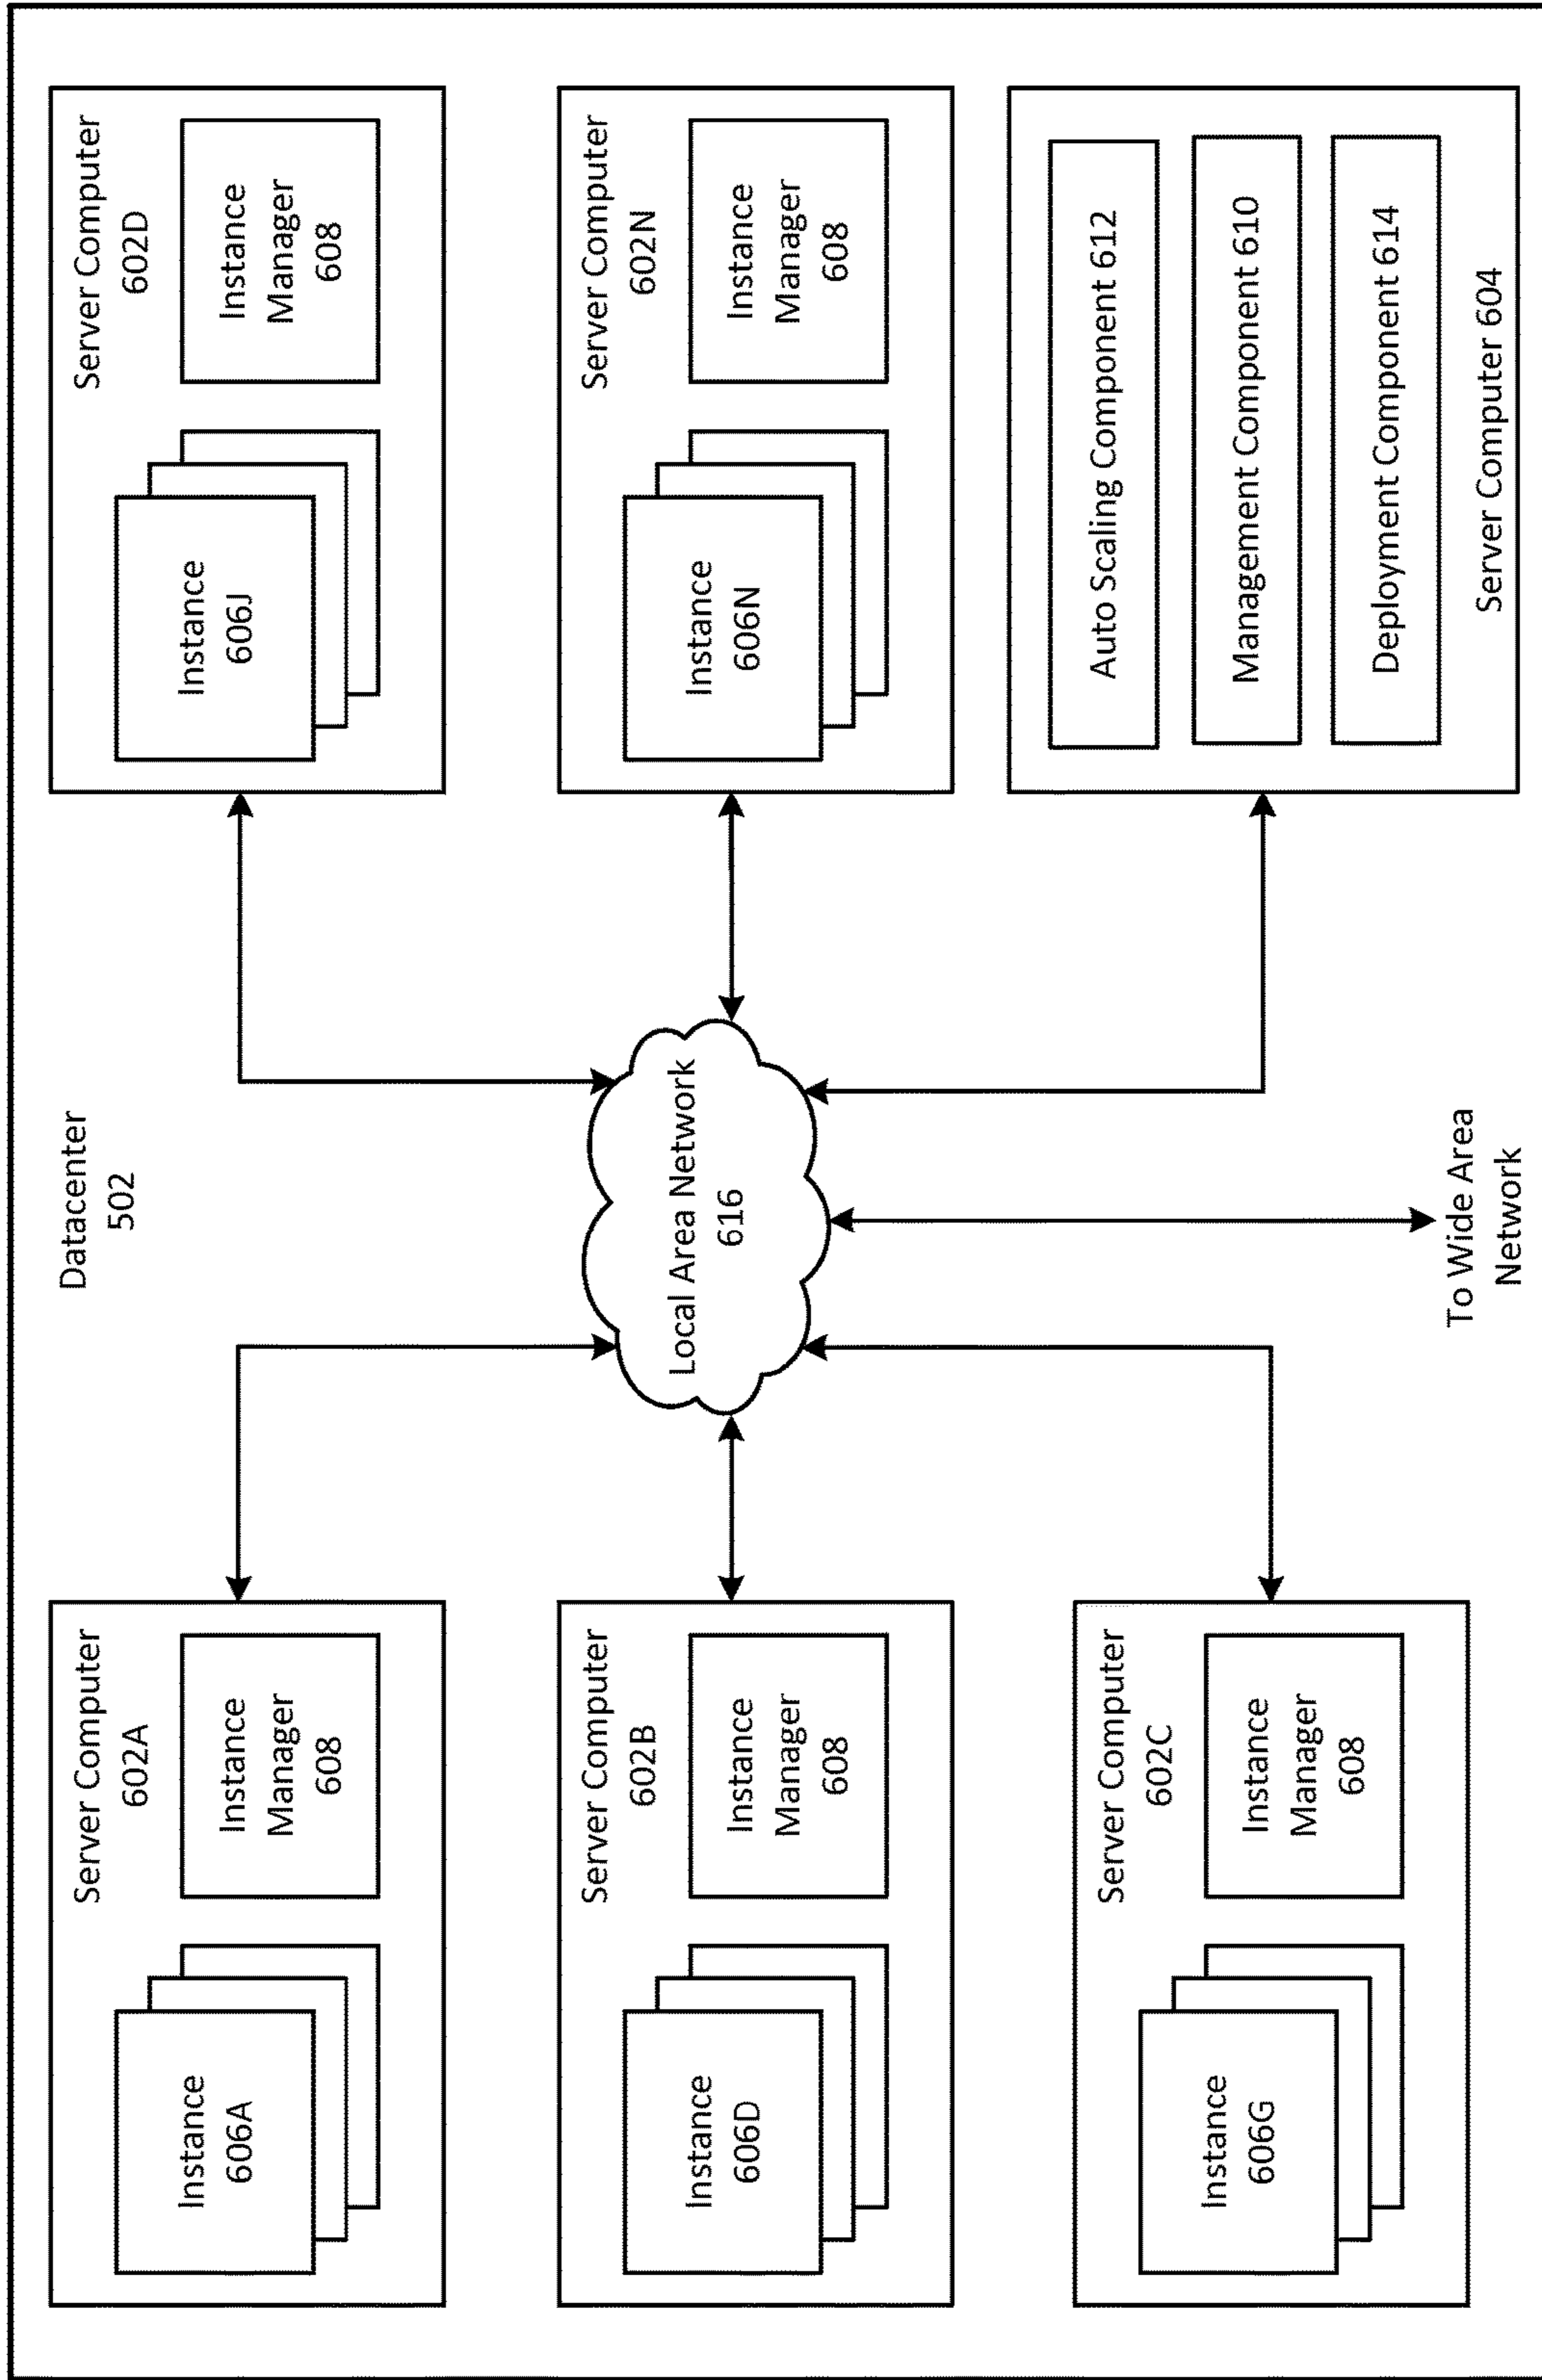 Datacenter
502
Server Computer
602A
Instance
606A
Instance
Manager
608
Server Computer
602B
Instance
606D
Instance
Manager
608
Server Computer
602C
Instance
606G
Instance
Manager
608
Local Area Network
616
To Wide Area
Network
Server Computer
602D
Instance
606J
Instance
Manager
608
Server Computer
602N
Instance
606N
Instance
Manager
608
Auto Scaling Component 612
Management Component 610
Deployment Component 614
Server Computer 604